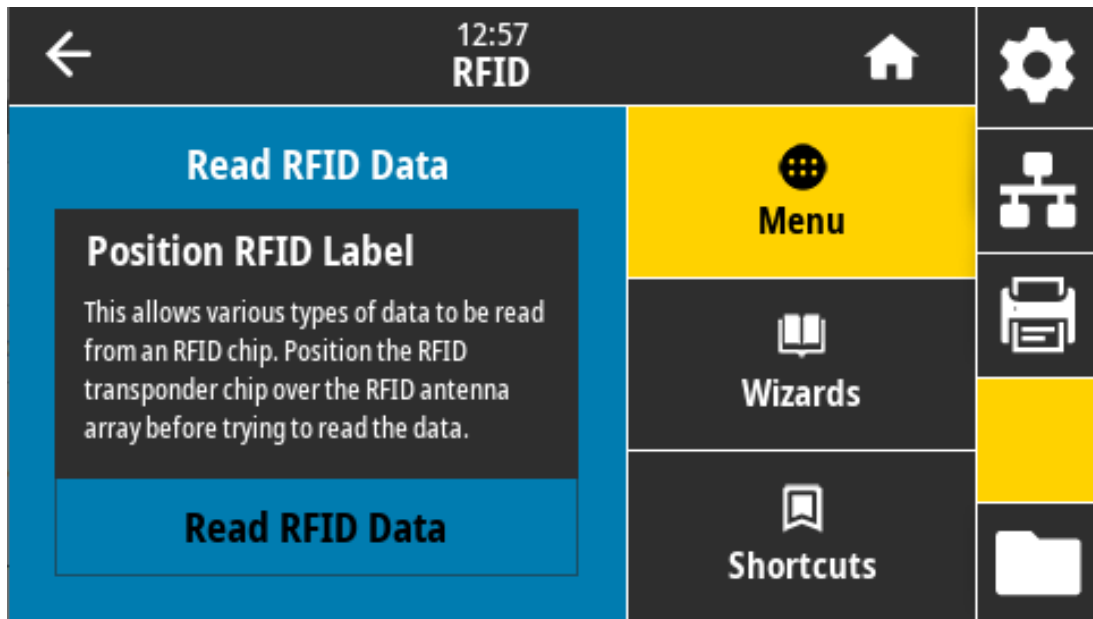 12:57
RFID
Read RFID Data
Position RFID Label
This allows various types of data to be read
from an RFID chip. Position the RFID
transponder chip over the RFID antenna
array before trying to read the data.
Read RFID Data
Menu
Wizards
Shortcuts